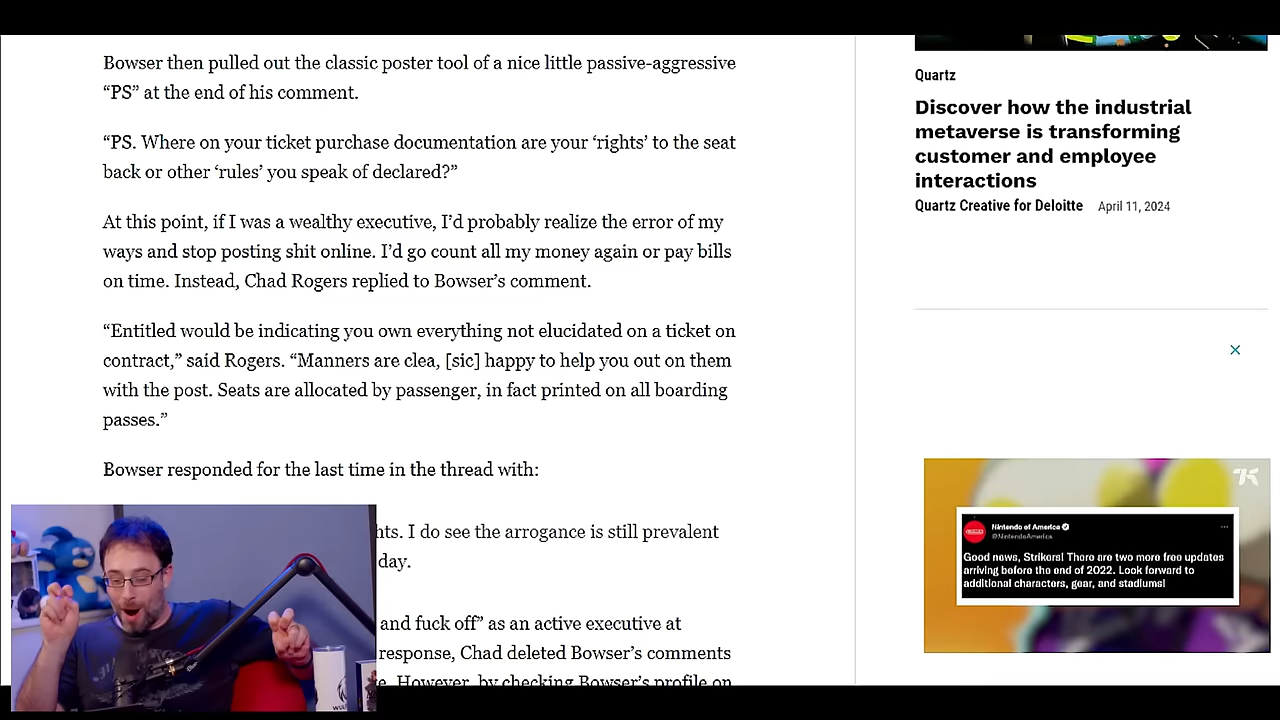 Bowser then pulled out the classic poster tool of a nice little passive-aggressive
“PS” at the end of his comment.
“PS. Where on your ticket purchase documentation are your ‘rights’ to the seat
back or other ‘rules’ you speak of declared?”
At this point, if I was a wealthy executive, I’d probably realize the error of my
ways and stop posting shit online. I’d go count all my money again or pay bills
on time. Instead, Chad Rogers replied to Bowser’s comment.
“Entitled would be indicating you own everything not elucidated on a ticket on
contract,” said Rogers. “Manners are clea, [sic] happy to help you out on them
with the post. Seats are allocated by passenger, in fact printed on all boarding
passes.”
Bowser responded for the last time in the thread with:
hts. I do see the arrogance is still prevalent
day.
and fuck off” as an active executive at
response, Chad deleted Bowser’s comments
e. However, by checking Bowser’s profile on
Quartz
Discover how the industrial
metaverse is transforming
customer and employee
interactions
Quartz Creative for Deloitte April 11, 2024
Nintendo of America
@NintendoAmerica
Good news, Strikers! There are two more free updates
arriving before the end of 2022. Look forward to
additional characters, gear, and stadiums!